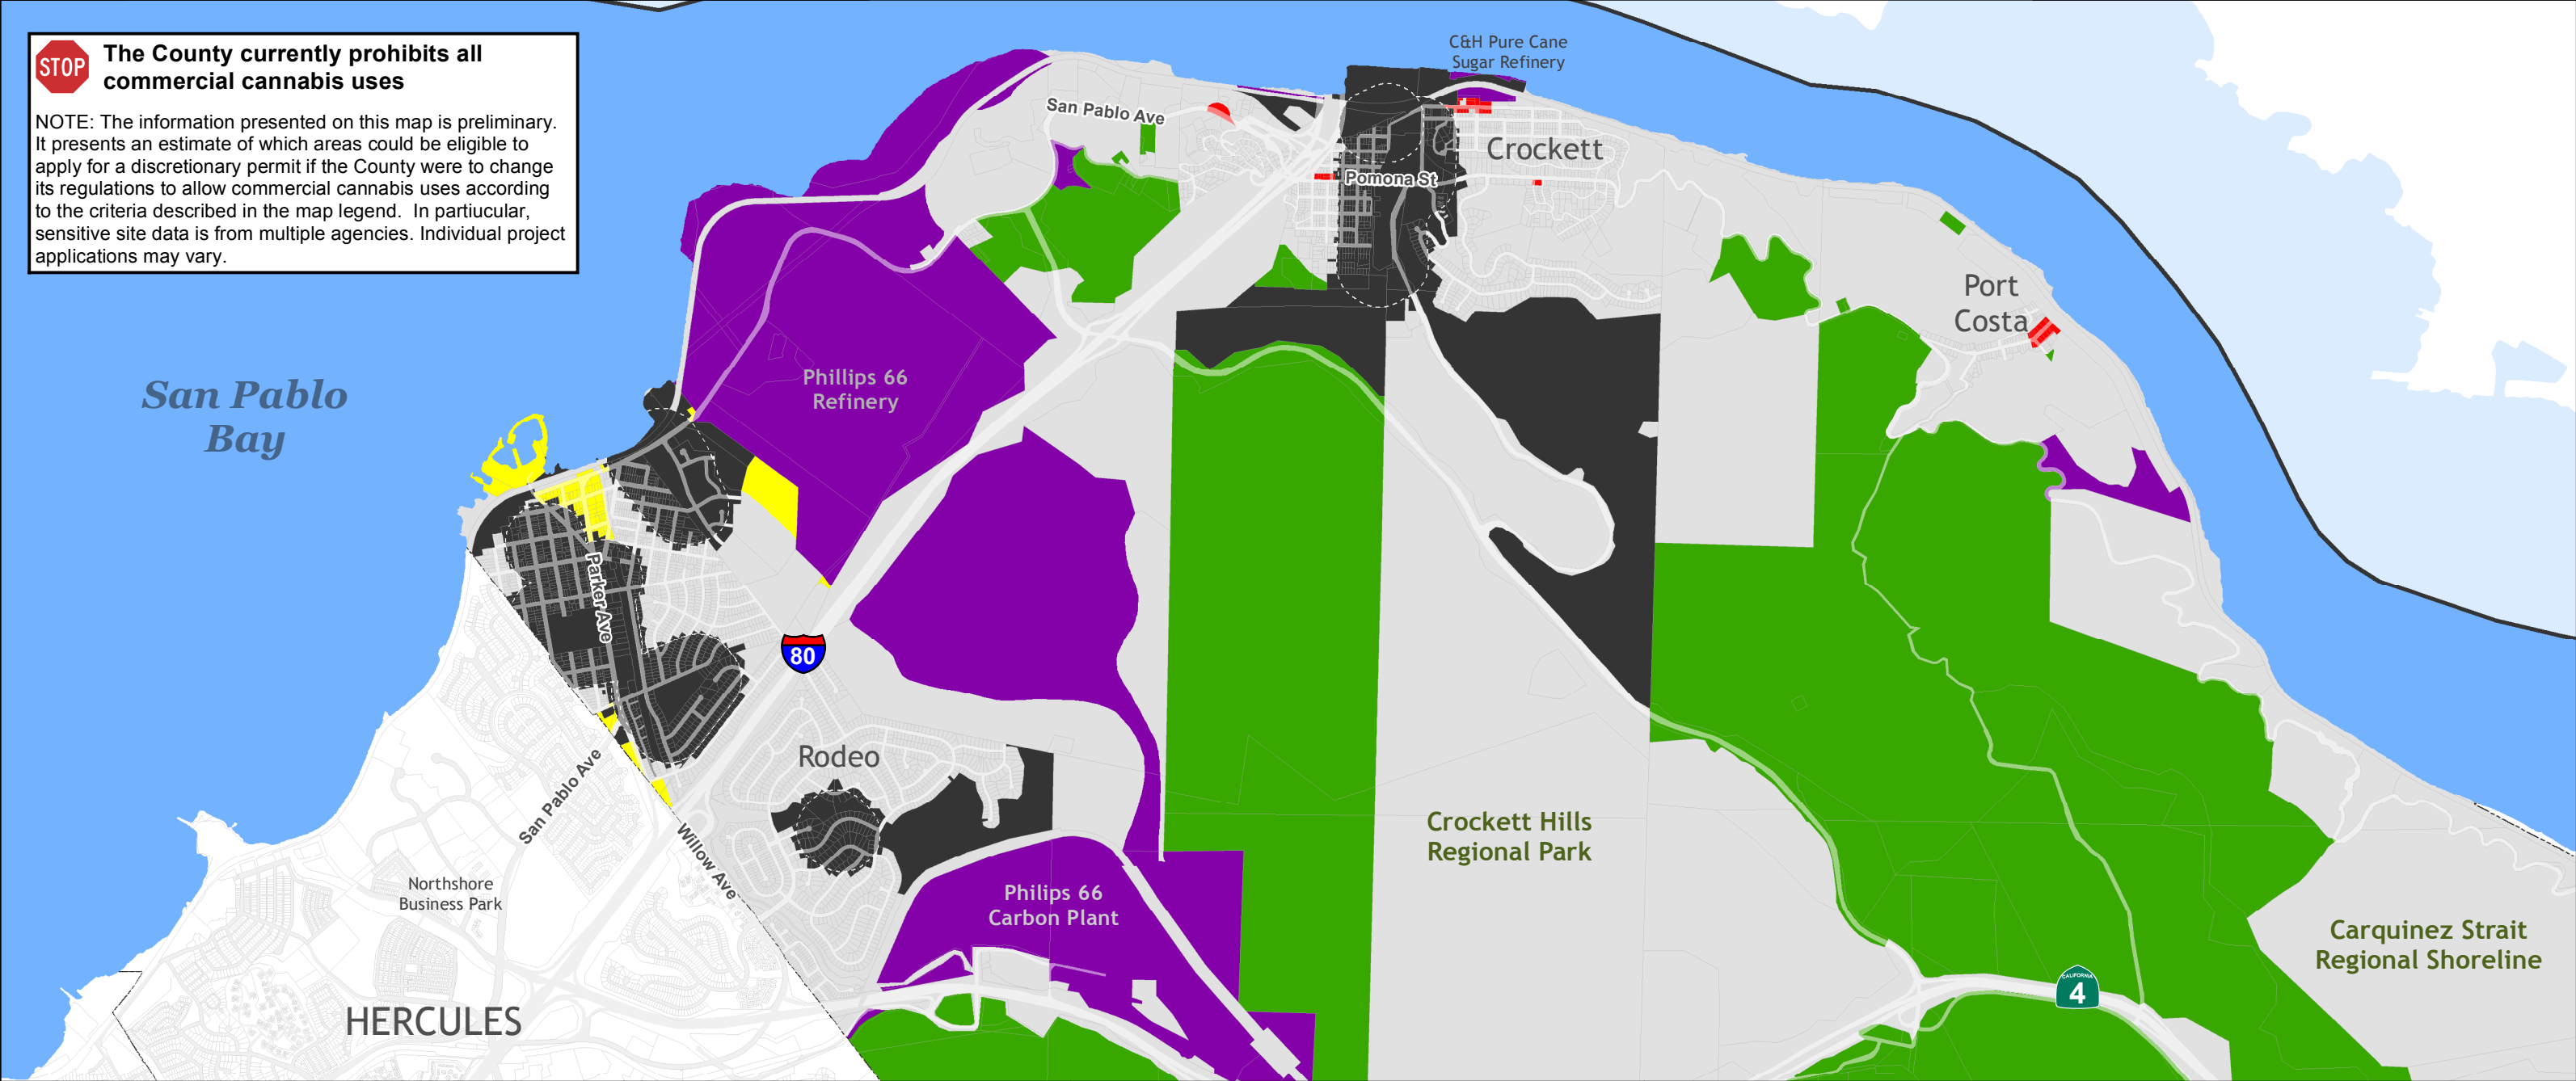 STOP
The County currently prohibits all
commercial cannabis uses
NOTE: The information presented on this map is preliminary.
It presents an estimate of which areas could be eligible to
apply for a discretionary permit if the County were to change
its regulations to allow commercial cannabis uses according
to the criteria described in the map legend.  In partiucular,
sensitive site data is from multiple agencies. Individual project
applications may vary.
C&H Pure Cane
Sugar Refinery
San Pablo Ave
Crockett
Pomona St
Port
Costa
San Pablo
Bay
Phillips 66
Refinery
Parker Ave
80
Rodeo
San Pablo Ave
Willow Ave
Crockett Hills
Regional Park
Northshore
Business Park
Philips 66
Carbon Plant
Carquinez Strait
Regional Shoreline
CALIFORNIA
4
HERCULES